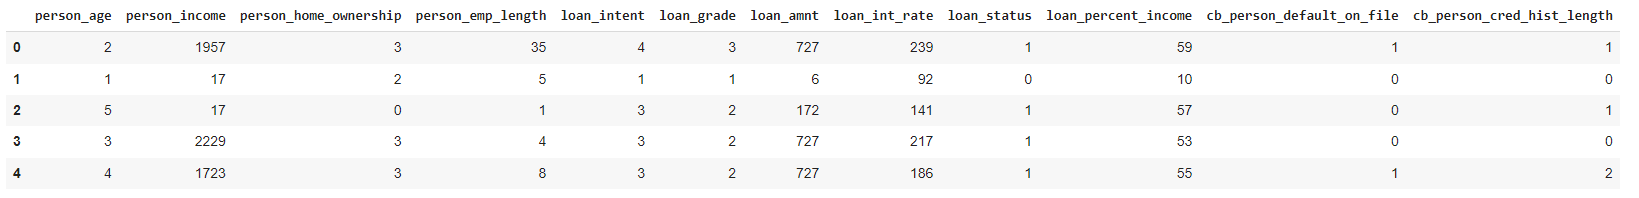 person_age person_income person_home_ownership person_emp_length loan_intent loan_grade loan_amnt loan_int_rate loan_status loan_percent_income cb_person_default_on_file cb_person_cred_hist_length
0 2 1957 3 35 4 3 727 239 1 59 1 1
1 1 17 2 5 1 1 6 92 0 10 0 0
2 5 17 0 1 3 2 172 141 1 57 0 1
3 3 2229 3 4 3 2 727 217 1 53 0 0
4 4 1723 3 8 3 2 727 186 1 55 1 2